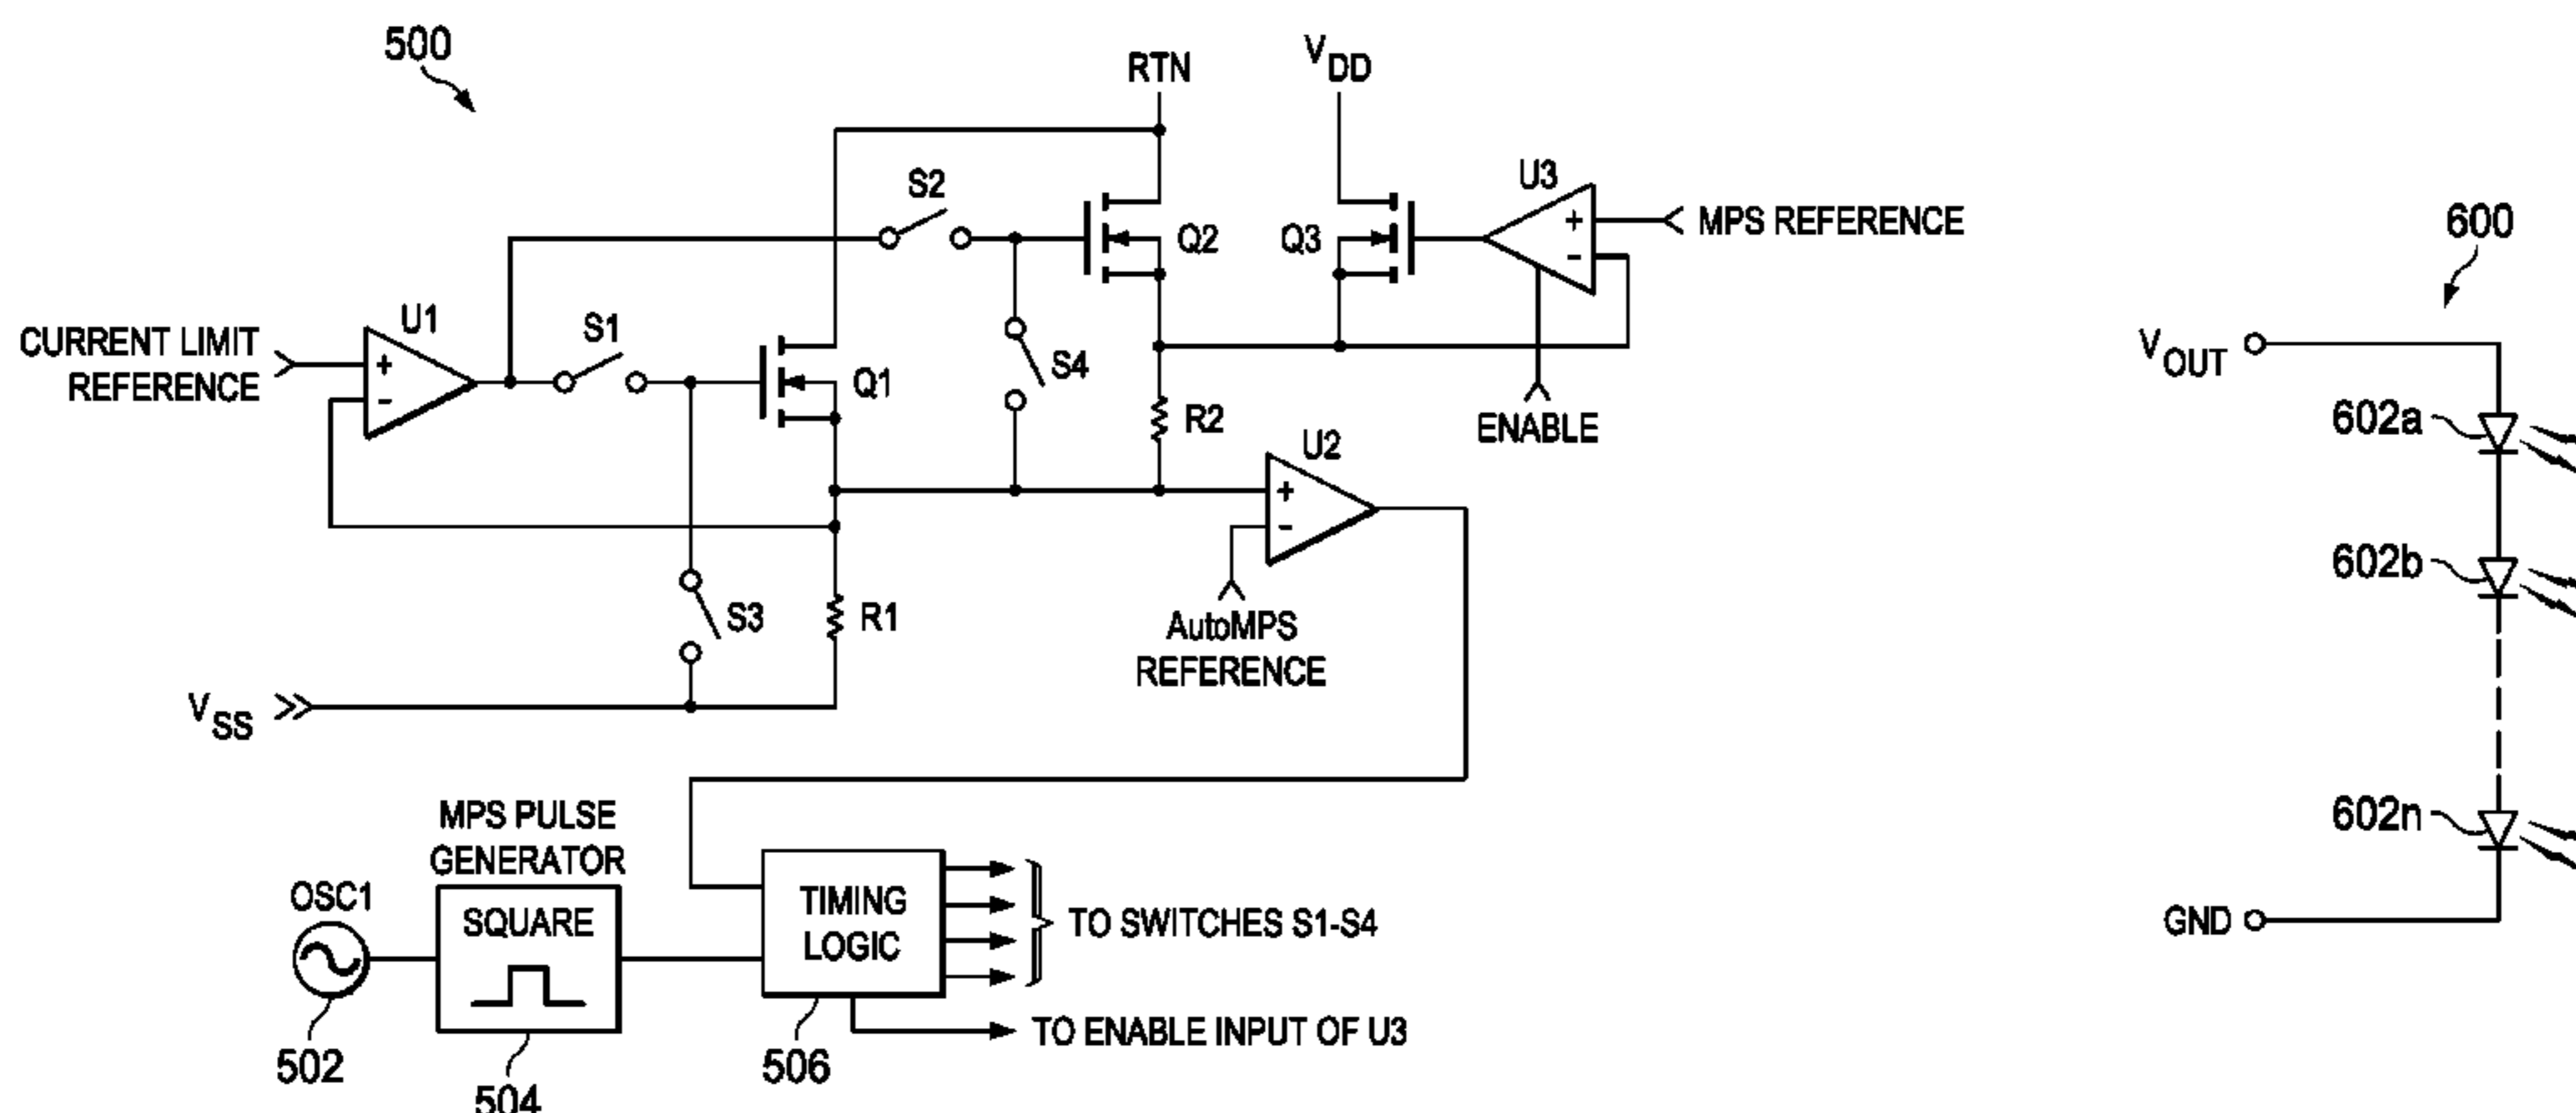 500
RTN
VDD
S2
U3
+
-
MPS REFERENCE
Q2
Q3
600
CURRENT LIMIT
REFERENCE
U1
+
-
S1
Q1
S4
R2
ENABLE
VOUT
602a
U2
+
-
602b
S3
R1
AutoMPS
REFERENCE
VSS
MPS PULSE
GENERATOR
602n
OSC1
SQUARE
TIMING
LOGIC
TO SWITCHES S1-S4
GND
TO ENABLE INPUT OF U3
502
504
506